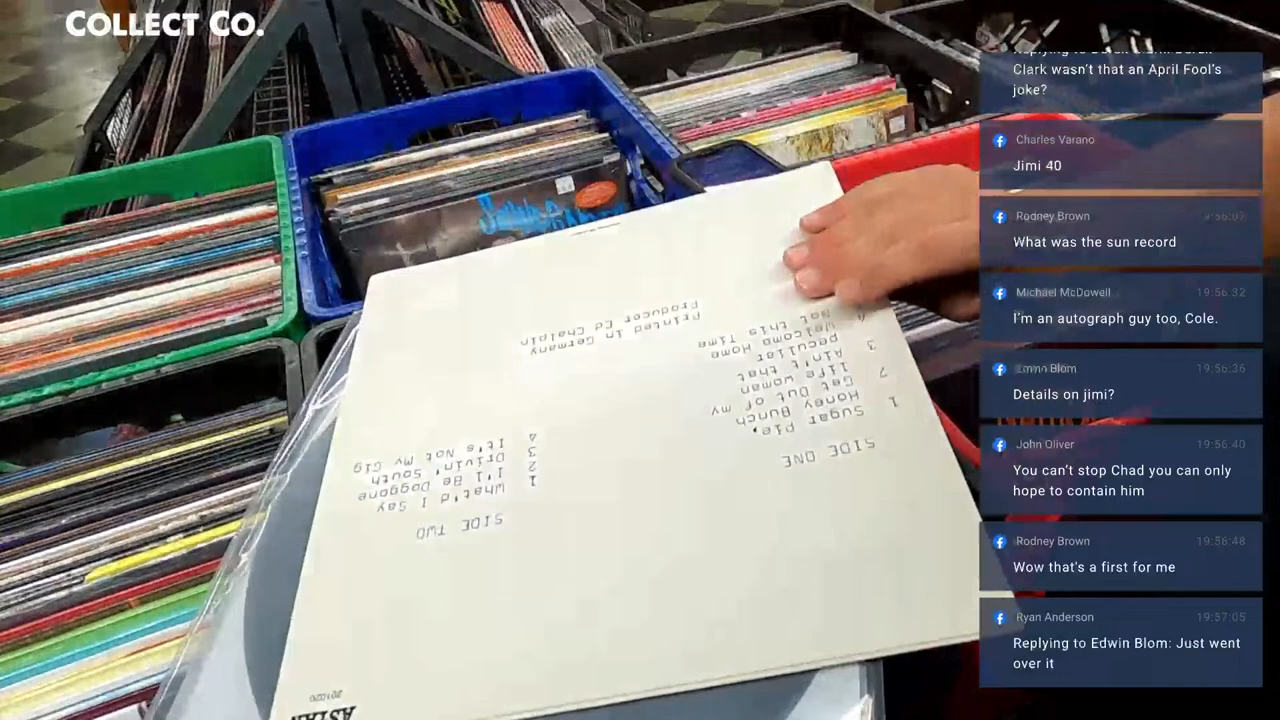 COLLECT CO.
Clark wasn't that an April Fool's
joke?
Charles Varano
Jimi 40
Rodney Brown
What was the sun record
Michael McDowell 19:56:32
I'm an autograph guy too, Cole.
Blom 19:56:36
Details on jimi?
John Oliver 19:56:40
You can't stop Chad you can only
hope to contain him
Rodney Brown 19:56:48
Wow that's a first for me
Ryan Anderson 19:57:05
Replying to Edwin Blom: Just went
over it
SIDE ONE
1 Sugar Pie,
Honey Bunch
2 Get Out of my
life woman
3 Ain't that
peculiar
4 Welcome Home
Not this Time
SIDE TWO
1 What'd I Say
2 I'l Be Doggone
3 Drivin' South
4 It's Not My Gig
Printed in Germany
Producer Ed Chalpin
201020